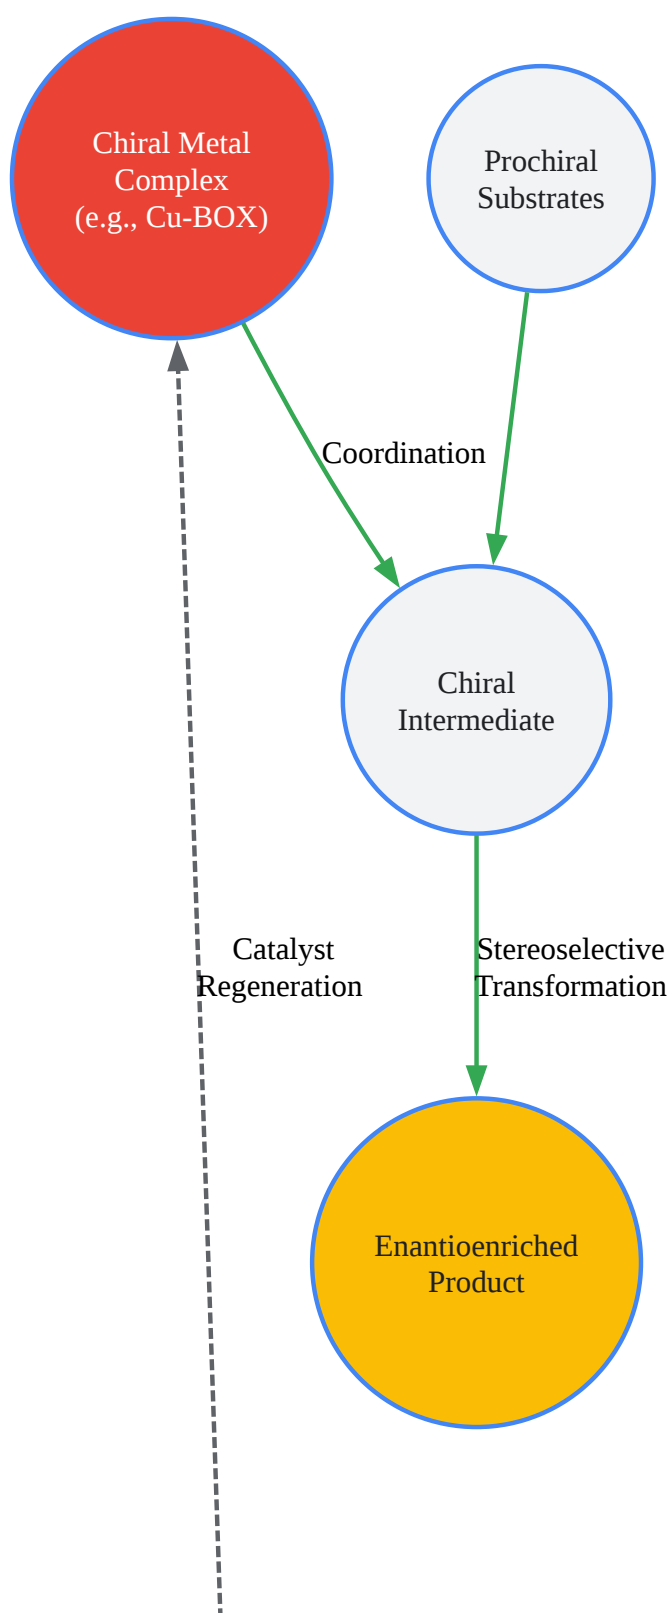 Chiral Metal
Complex
(e.g., Cu-BOX)
Prochiral
Substrates
Coordination
Chiral
Intermediate
Catalyst
Regeneration
Stereoselective
Transformation
Enantioenriched
Product